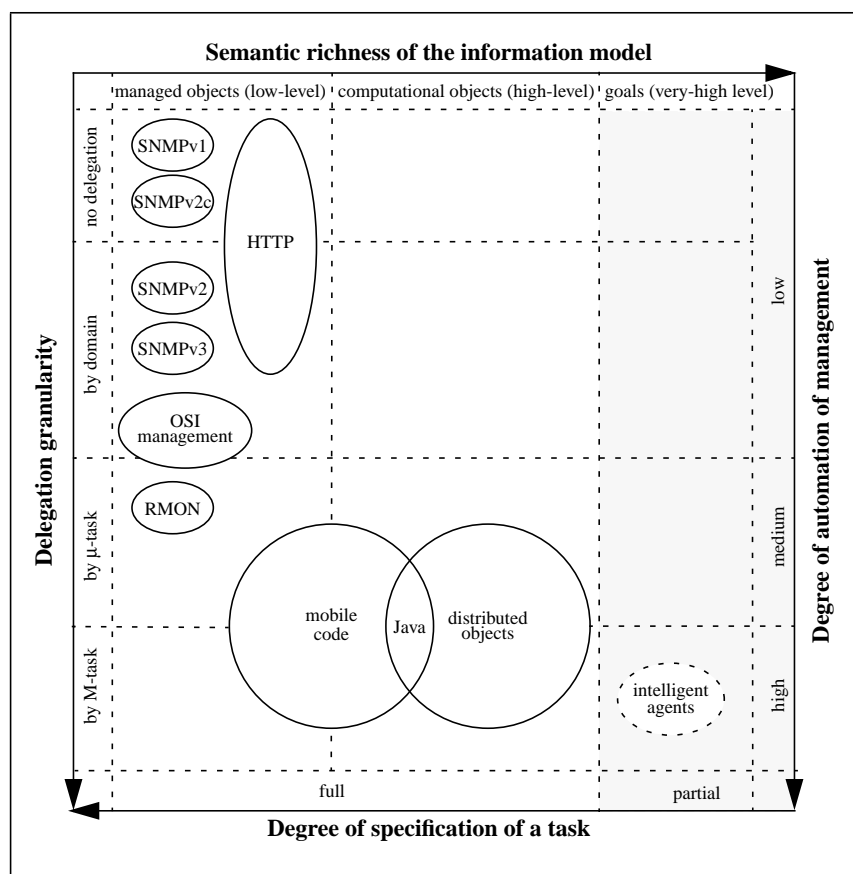 Semantic richness of the information model
managed objects (low-level)
computational objects (high-level)
goals (very-high level)
Delegation granularity
no delegation
by domain
by μ-task
by M-task
SNMPv1
SNMPv2c
HTTP
SNMPv2
SNMPv3
OSI
management
RMON
mobile
code
Java
distributed
objects
intelligent
agents
low
medium
high
Degree of automation of management
full
partial
Degree of specification of a task